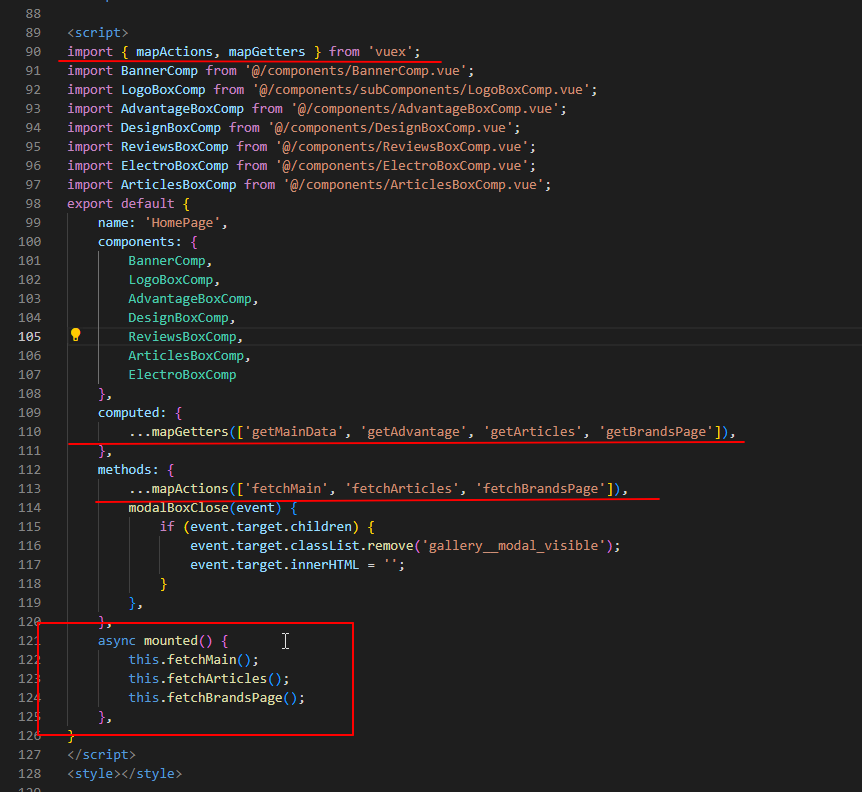 88
89 <script>
90 import { mapActions, mapGetters } from 'vuex';
91 import BannerComp from '@/components/BannerComp.vue';
92 import LogoBoxComp from '@/components/subComponents/LogoBoxComp.vue';
93 import AdvantageBoxComp from '@/components/AdvantageBoxComp.vue';
94 import DesignBoxComp from '@/components/DesignBoxComp.vue';
95 import ReviewsBoxComp from '@/components/ReviewsBoxComp.vue';
96 import ElectroBoxComp from '@/components/ElectroBoxComp.vue';
97 import ArticlesBoxComp from '@/components/ArticlesBoxComp.vue';
98 export default {
99     name: 'HomePage',
100     components: {
101         BannerComp,
102         LogoBoxComp,
103         AdvantageBoxComp,
104         DesignBoxComp,
105         ReviewsBoxComp,
106         ArticlesBoxComp,
107         ElectroBoxComp
108     },
109     computed: {
110         ...mapGetters(['getMainData', 'getAdvantage', 'getArticles', 'getBrandsPage']),
111     },
112     methods: {
113         ...mapActions(['fetchMain', 'fetchArticles', 'fetchBrandsPage']),
114         modalBoxClose(event) {
115             if (event.target.children) {
116                 event.target.classList.remove('gallery__modal_visible');
117                 event.target.innerHTML = '';
118             }
119         },
120     },
121     async mounted() {
122         this.fetchMain();
123         this.fetchArticles();
124         this.fetchBrandsPage();
125     },
126 }
127 </script>
128 <style></style>